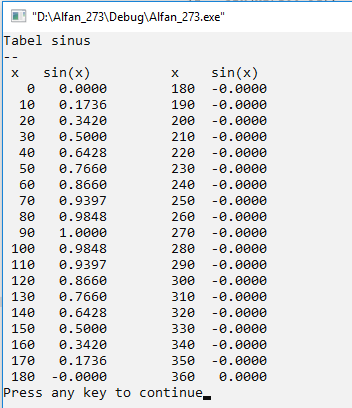 "D:\Alfan_273\Debug\Alfan_273.exe"
Tabel sinus
--
x sin(x) x sin(x)
0 0.0000 180 -0.0000
10 0.1736 190 -0.0000
20 0.3420 200 -0.0000
30 0.5000 210 -0.0000
40 0.6428 220 -0.0000
50 0.7660 230 -0.0000
60 0.8660 240 -0.0000
70 0.9397 250 -0.0000
80 0.9848 260 -0.0000
90 1.0000 270 -0.0000
100 0.9848 280 -0.0000
110 0.9397 290 -0.0000
120 0.8660 300 -0.0000
130 0.7660 310 -0.0000
140 0.6428 320 -0.0000
150 0.5000 330 -0.0000
160 0.3420 340 -0.0000
170 0.1736 350 -0.0000
180 -0.0000 360 0.0000
Press any key to continue